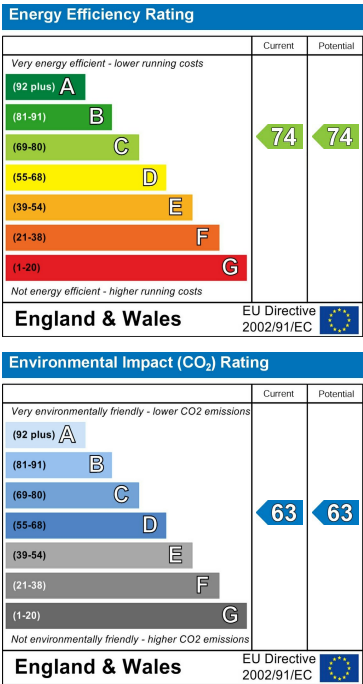 Energy Efficiency Rating
Current Potential
Very energy efficient - lower running costs
(92 plus) A
(81-91) B
(69-80) C
74 74
(55-68) D
(39-54) E
(21-38) F
(1-20) G
Not energy efficient - higher running costs
England & Wales
EU Directive
2002/91/EC
Environmental Impact (CO₂) Rating
Current Potential
Very environmentally friendly - lower CO2 emissions
(92 plus) A
(81-91) B
(69-80) C
(55-68) D
63 63
(39-54) E
(21-38) F
(1-20) G
Not environmentally friendly - higher CO2 emissions
England & Wales
EU Directive
2002/91/EC